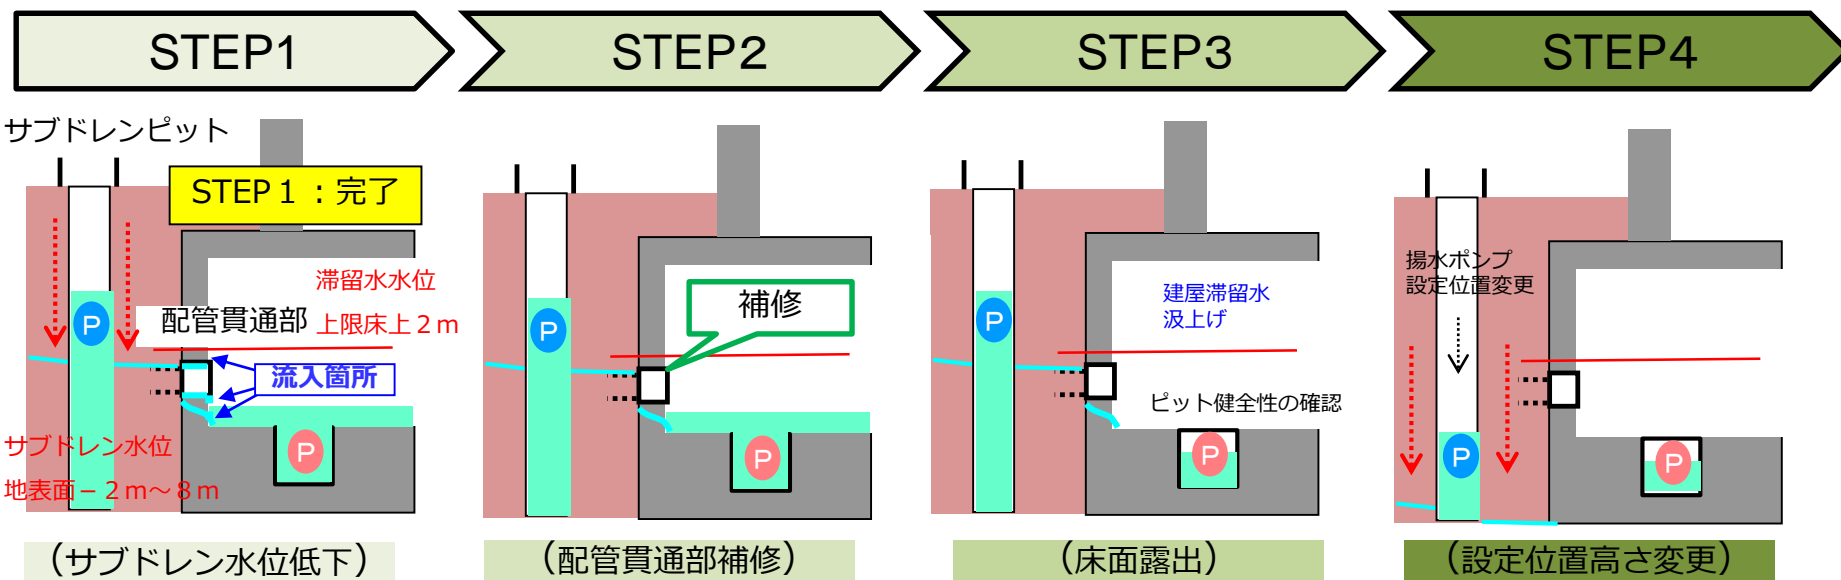 STEP1
STEP2
STEP3
STEP4
サブドレンピット
STEP１：完了
滞留水水位
上限床上２ｍ
配管貫通部
流入箇所
P
P
サブドレン水位
地表面－２ｍ～８ｍ
（サブドレン水位低下）
補修
P
P
（配管貫通部補修）
建屋滞留水
汲上げ
P
ピット健全性の確認
P
（床面露出）
揚水ポンプ
設定位置変更
P
P
（設定位置高さ変更）